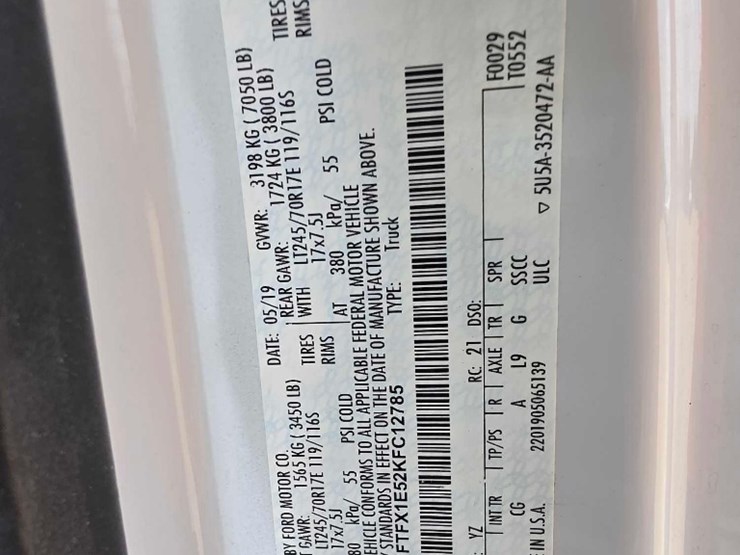 BY FORD MOTOR CO. DATE: 05/19 GVWR: 3198 KG ( 7050 LB)
GAWR: 1565 KG ( 3450 LB) REAR GAWR: 1724 KG ( 3800 LB)
LT245/70R17E 119/116S TIRES WITH LT245/70R17E 119/116S TIRES
17x7.5J RIMS 17x7.5J RIMS
kPa/ 55 PSI COLD AT 380 kPa/ 55 PSI COLD
CONFORMS TO ALL APPLICABLE FEDERAL MOTOR VEHICLE
STANDARDS IN EFFECT ON THE DATE OF MANUFACTURE SHOWN ABOVE.
FTFX1E52KFC12785 TYPE: Truck
YZ RC: 21 DSO: F0029
INT TR TP/PS R AXLE TR SPR T0552
CG A L9 G SSCC
IN U.S.A. 2201905065139 ULC ▽ 5U5A-3520472-AA